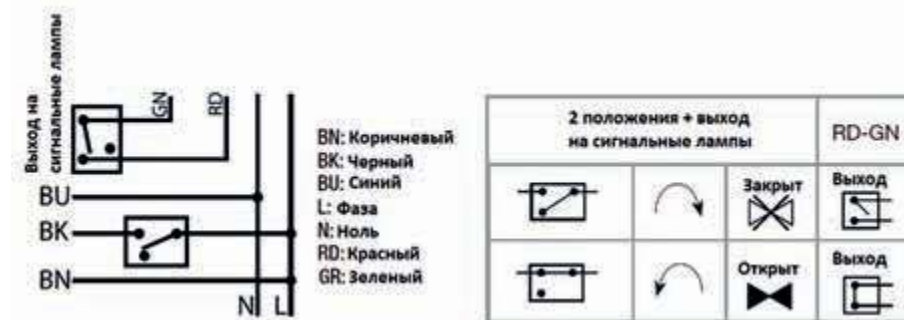 Выход на
сигнальные лампы
GN
RD
BU
BK
BN
N
L
BN: Коричневый
BK: Черный
BU: Синий
L: Фаза
N: Ноль
RD: Красный
GR: Зеленый
2 положения + выход
на сигнальные лампы
RD-GN
Закрыт
Выход
Открыт
Выход